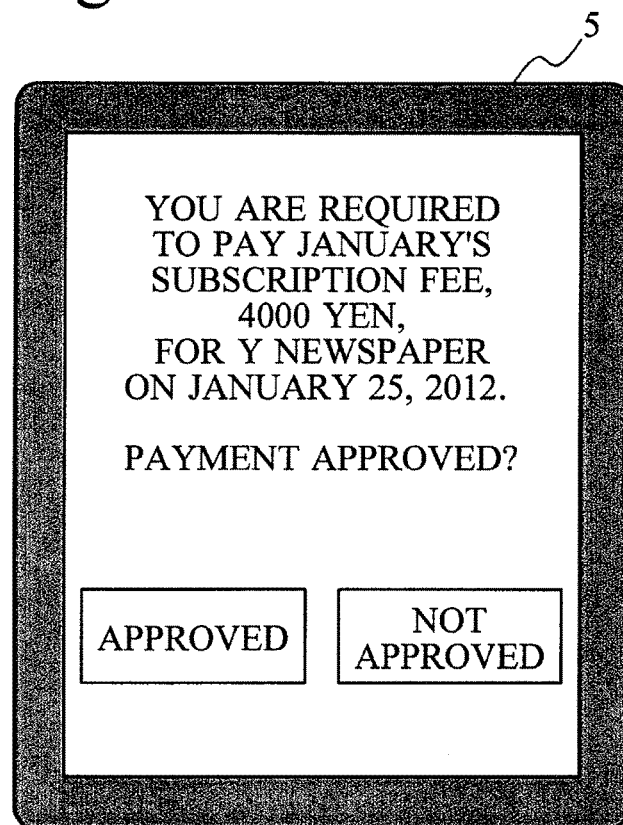 5
YOU ARE REQUIRED
TO PAY JANUARY'S
SUBSCRIPTION FEE,
4000 YEN,
FOR Y NEWSPAPER
ON JANUARY 25, 2012.
PAYMENT APPROVED?
APPROVED
NOT
APPROVED